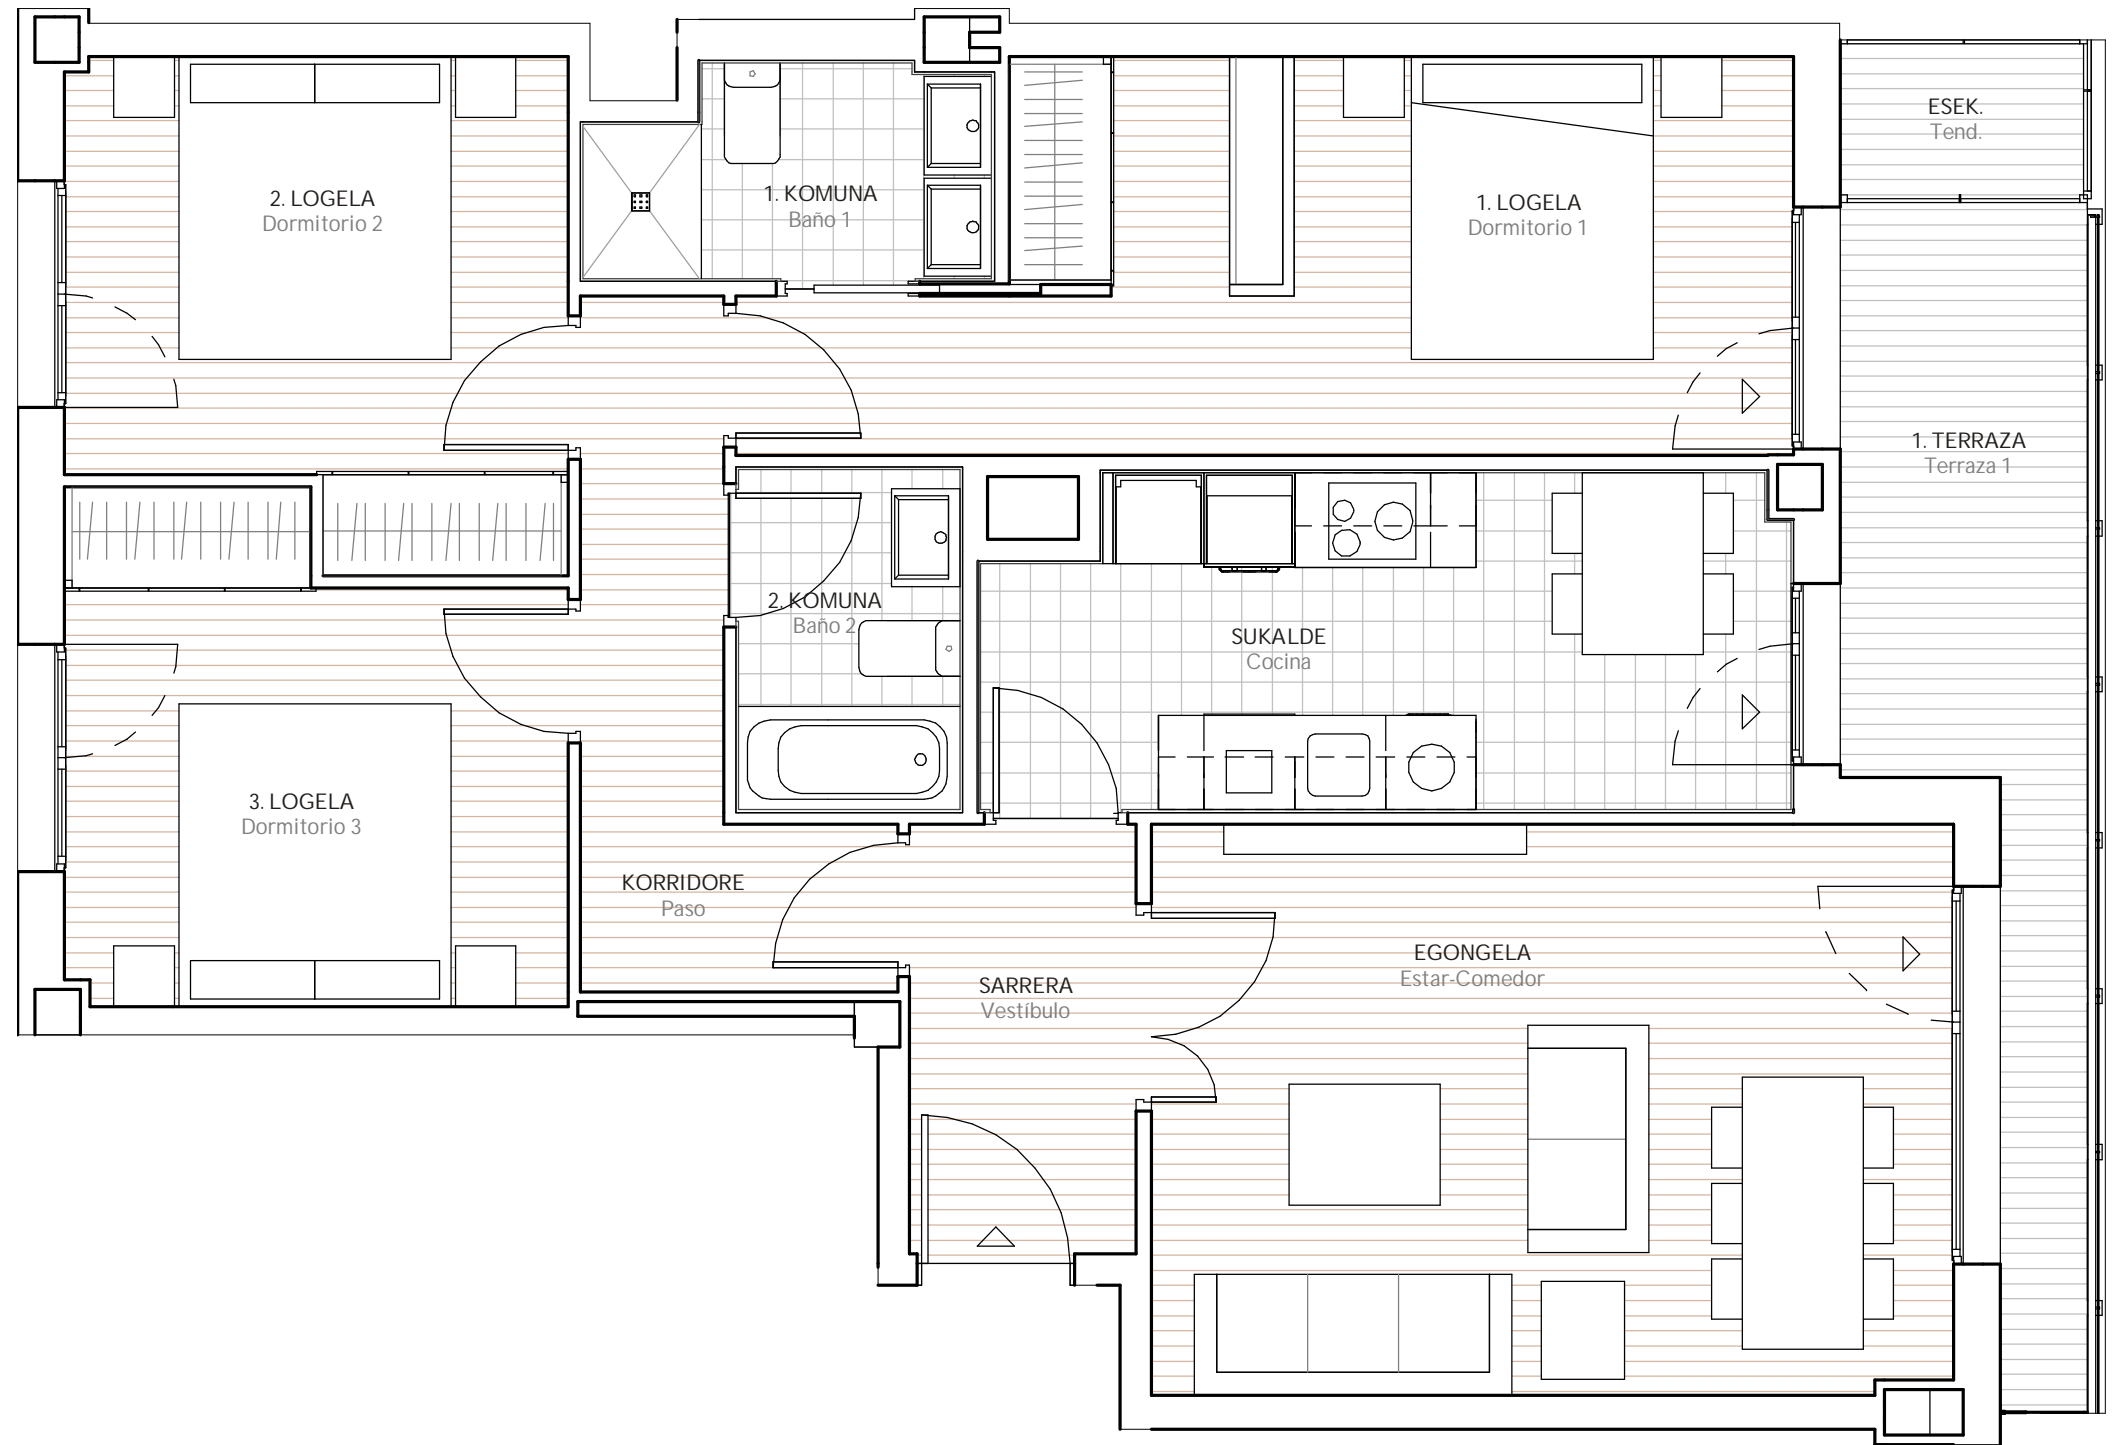 ESEK.
Tend.
2. LOGELA
Dormitorio 2
1. KOMUNA
Baño 1
1. LOGELA
Dormitorio 1
1. TERRAZA
Terraza 1
2. KOMUNA
Baño 2
SUKALDE
Cocina
3. LOGELA
Dormitorio 3
KORRIDORE
Paso
SARRERA
Vestíbulo
EGONGELA
Estar-Comedor